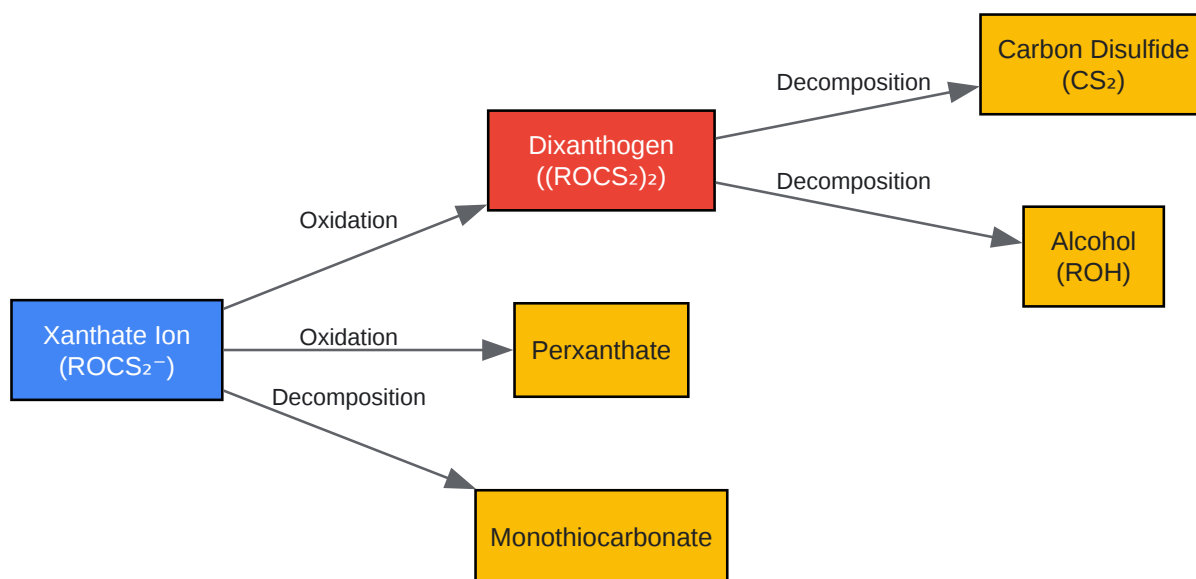 Carbon Disulfide
(CS₂)
Decomposition
Dixanthogen
((ROCS₂)₂)
Decomposition
Alcohol
(ROH)
Oxidation
Xanthate Ion
(ROCS₂⁻)
Oxidation
Perxanthate
Decomposition
Monothiocarbonate